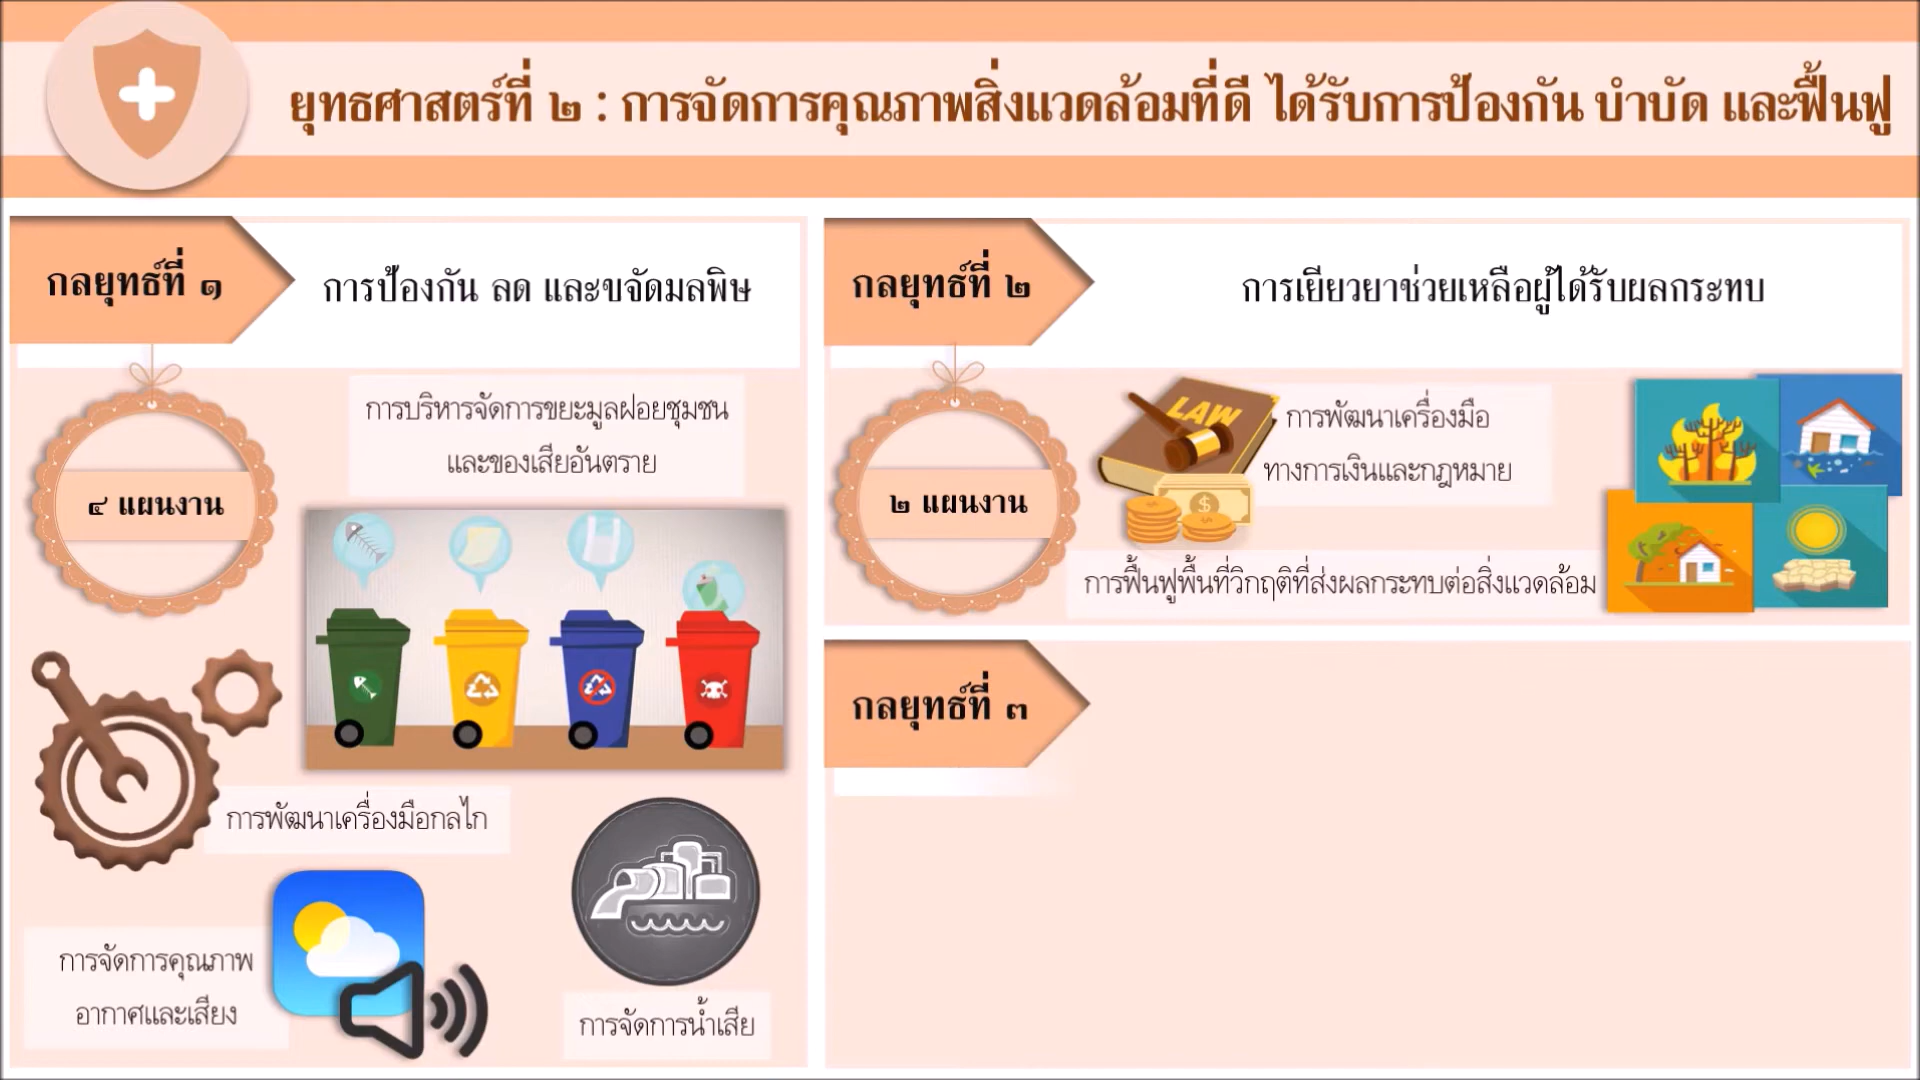 ยุทธศาสตร์ที่ ๒ : การจัดการคุณภาพสิ่งแวดล้อมที่ดี ได้รับการป้องกัน บำบัด และฟื้นฟู
กลยุทธ์ที่ ๑
การป้องกัน ลด และขจัดมลพิษ
๔ แผนงาน
การบริหารจัดการขยะมูลฝอยชุมชน
และของเสียอันตราย
การพัฒนาเครื่องมือกลไก
การจัดการคุณภาพ
อากาศและเสียง
การจัดการน้ำเสีย
กลยุทธ์ที่ ๒
การเยียวยาช่วยเหลือผู้ได้รับผลกระทบ
๒ แผนงาน
LAW
การพัฒนาเครื่องมือ
ทางการเงินและกฎหมาย
การฟื้นฟูพื้นที่วิกฤติที่ส่งผลกระทบต่อสิ่งแวดล้อม
กลยุทธ์ที่ ๓